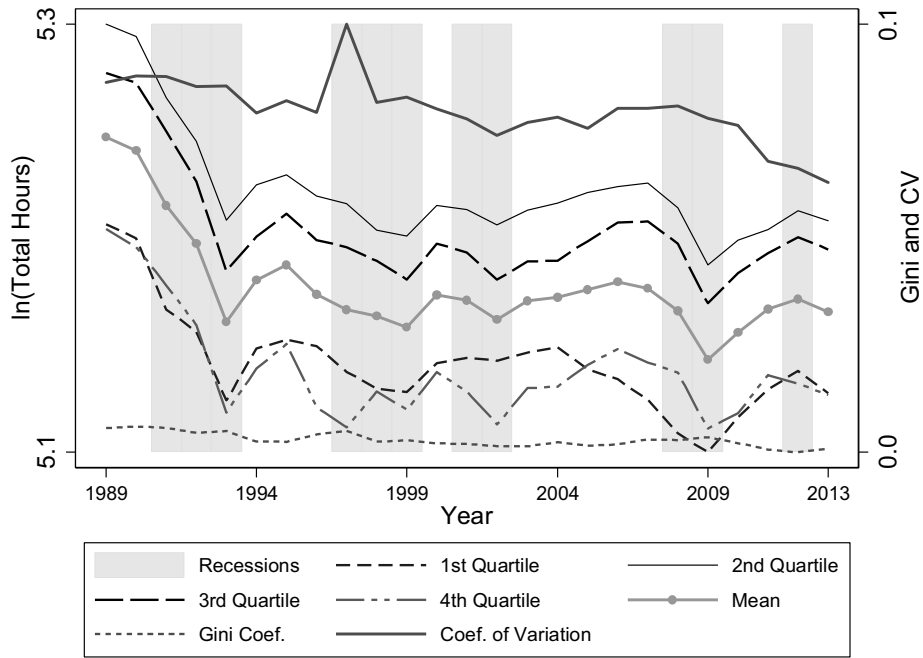 5.3
0.1
ln(Total Hours)
Gini and CV
5.1
0.0
1989 1994 1999 2004 2009 2013
Year
Recessions 1st Quartile 2nd Quartile
3rd Quartile 4th Quartile Mean
Gini Coef. Coef. of Variation